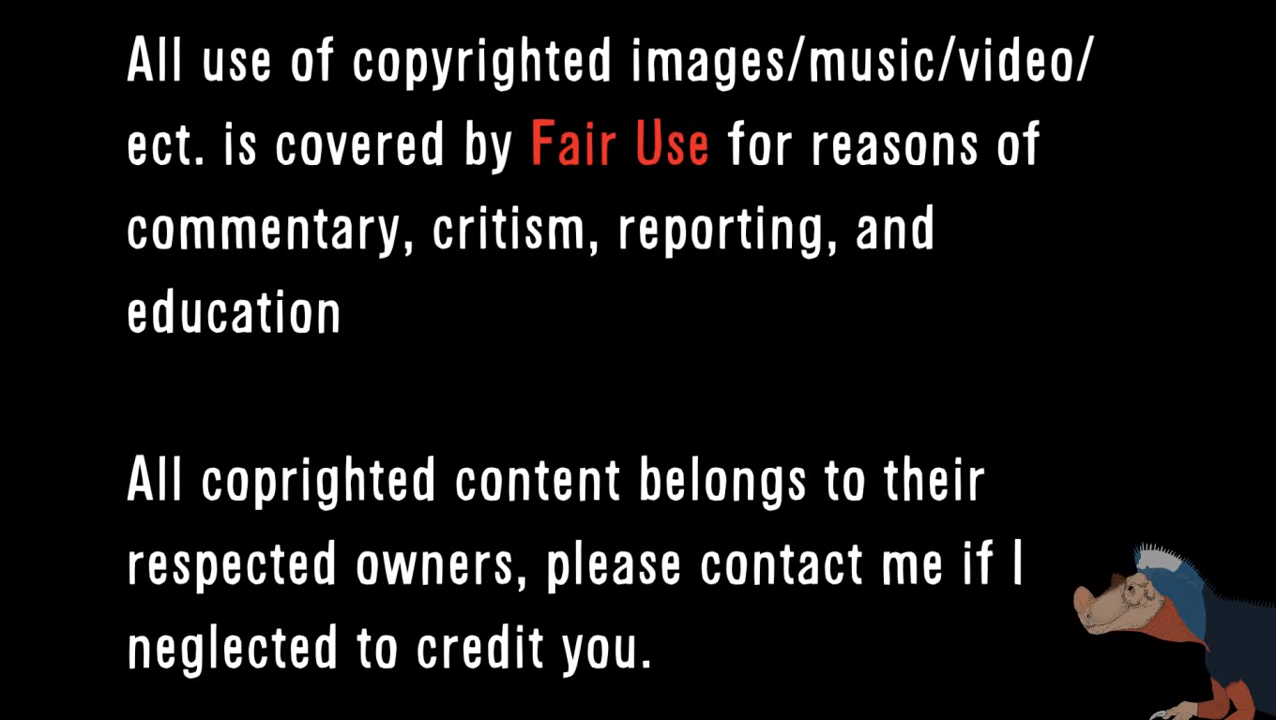 All use of copyrighted images/music/video/
ect. is covered by Fair Use for reasons of
commentary, critism, reporting, and
education
All coprighted content belongs to their
respected owners, please contact me if I
neglected to credit you.